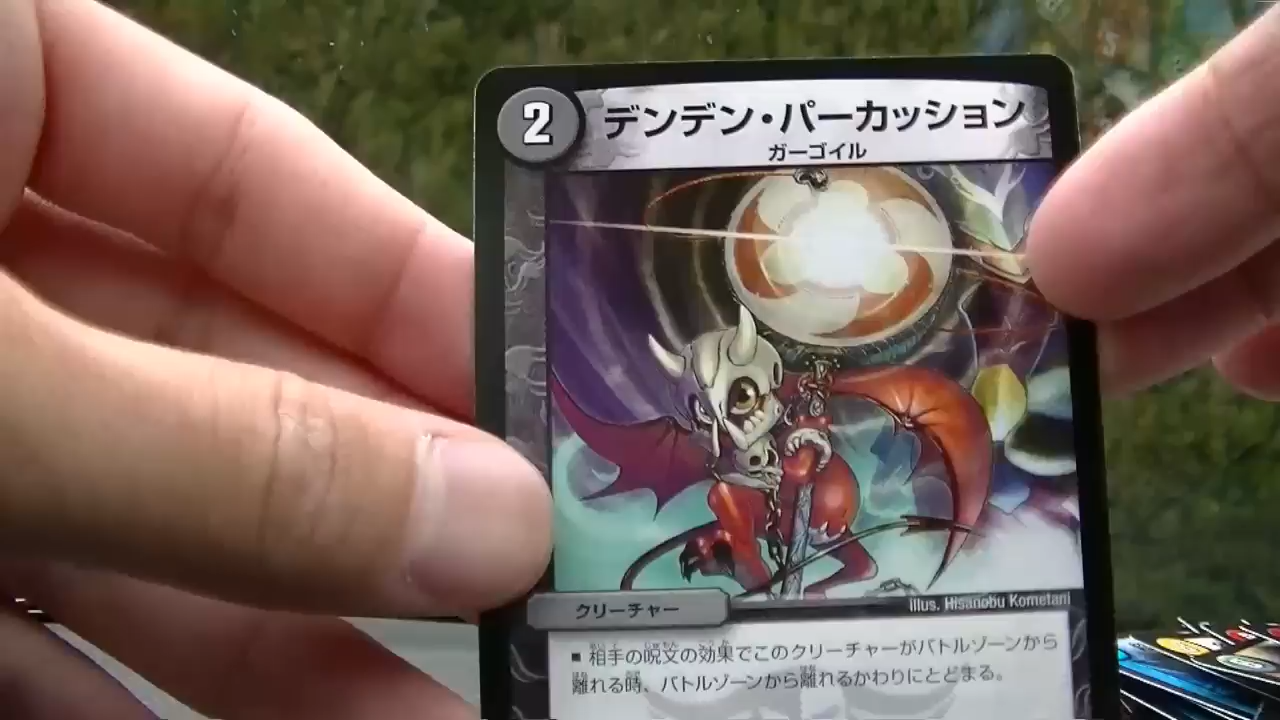 2
デンデン・パーカッション
ガーゴイル
クリーチャー
illus. Hisanobu Kometani
■ 相手の呪文の効果でこのクリーチャーがバトルゾーンから
離れる時、バトルゾーンから離れるかわりにとどまる。